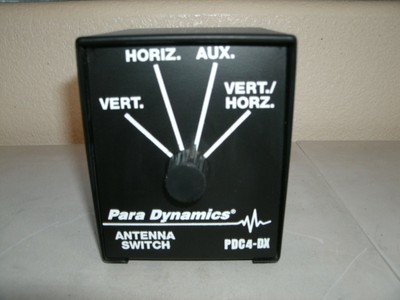 HORIZ. AUX.
VERT. VERT./
HORZ.
Para Dynamics®
ANTENNA
SWITCH PDC4-DX